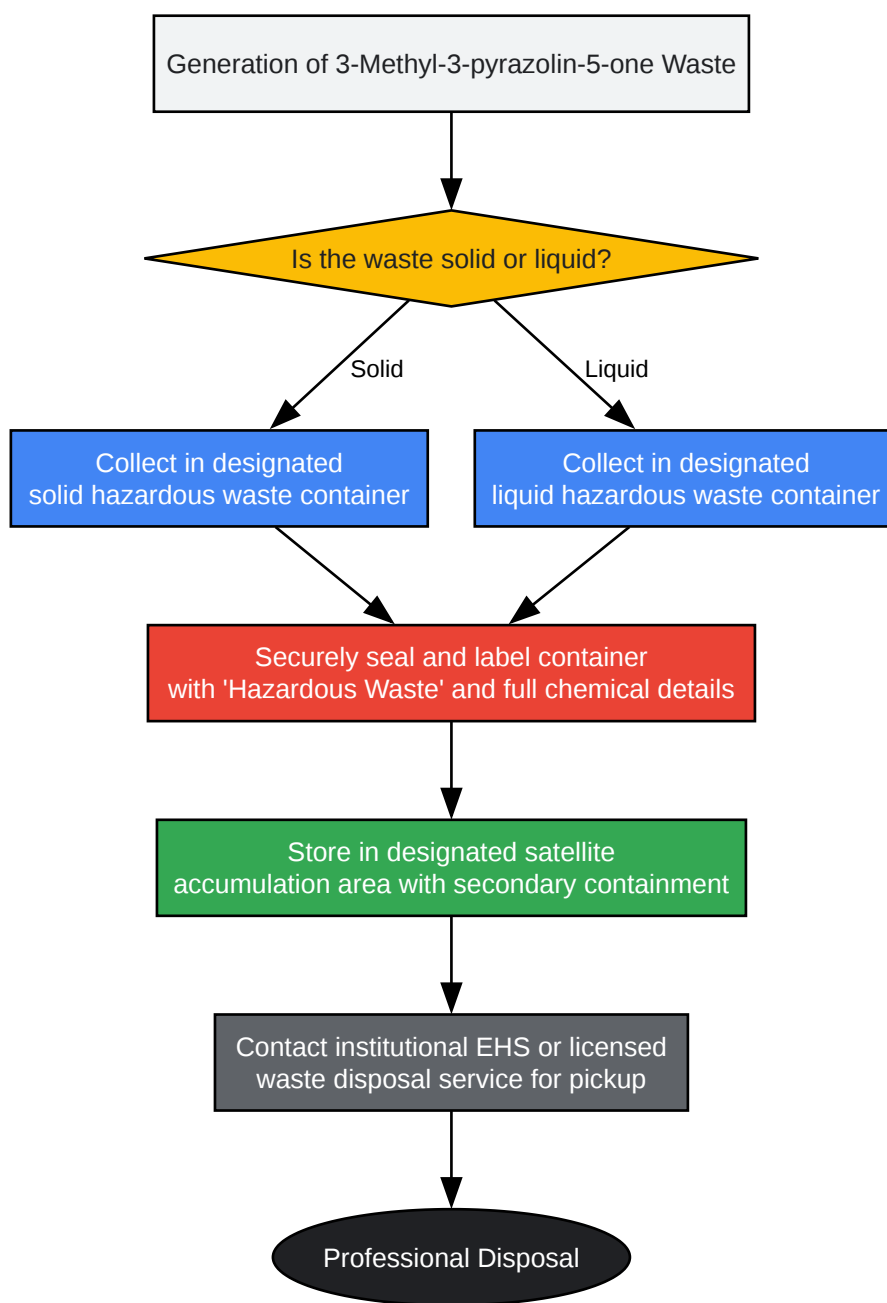 Generation of 3-Methyl-3-pyrazolin-5-one Waste
Is the waste solid or liquid?
Solid
Liquid
Collect in designated
solid hazardous waste container
Collect in designated
liquid hazardous waste container
Securely seal and label container
with 'Hazardous Waste' and full chemical details
Store in designated satellite
accumulation area with secondary containment
Contact institutional EHS or licensed
waste disposal service for pickup
Professional Disposal